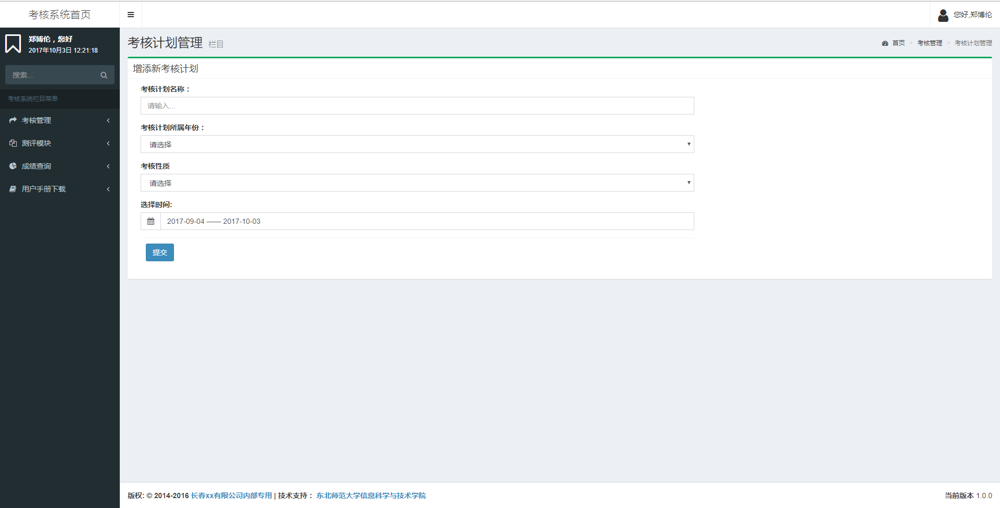 考核系统首页
您好,郑博伦
郑博伦，您好
2017年10月3日 12:21:18
搜索...
考核系统栏目菜单
考核管理
测评模块
成绩查询
用户手册下载
考核计划管理 栏目
首页 > 考核管理 > 考核计划管理
增添新考核计划
考核计划名称：
请输入...
考核计划所属年份：
请选择
考核性质
请选择
选择时间:
2017-09-04 —— 2017-10-03
提交
版权: © 2014-2016 长春xx有限公司内部专用 | 技术支持： 东北师范大学信息科学与技术学院
当前版本 1.0.0